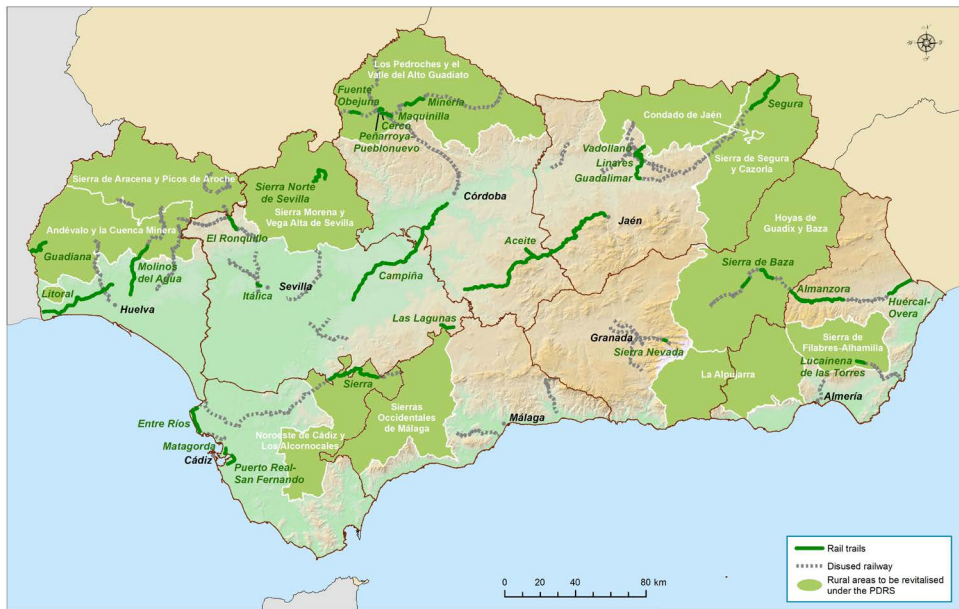 Los Pedroches y el
Valle del Alto Guadiato
Fuente
Obejuna
Minería
Maquinilla
Cerco
Peñarroya-
Pueblonuevo
Segura
Condado de Jaén
Vadollano
Linares
Guadalimar
Sierra de Segura
y Cazorla
Sierra de Aracena y Picos de Aroche
Sierra Norte
de Sevilla
Sierra Morena y
Vega Alta de Sevilla
Córdoba
Jaén
Andévalo y la Cuenca Minera
El Ronquillo
Hoyas de
Guadix y Baza
Guadiana
Molinos
del Agua
Aceite
Campiña
Sierra de Baza
Itálica
Sevilla
Almanzora
Litoral
Huelva
Huércal-
Overa
Las Lagunas
Granada
Sierra Nevada
Sierra de
Filabres-Alhamilla
Lucainena
de las Torres
La Alpujarra
Sierra
Almería
Sierras
Occidentales
de Málaga
Málaga
Entre Ríos
Noroeste de Cádiz y
Los Alcornocales
Matagorda
Cádiz
Puerto Real-
San Fernando
Rail trails
Disused railway
Rural areas to be revitalised
under the PDRS
0 20 40 80 km